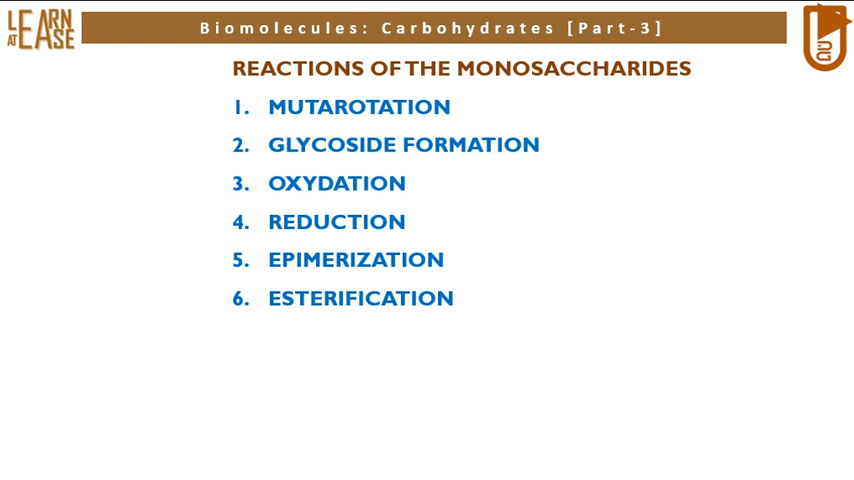 LEARN
AT EASE
Biomolecules: Carbohydrates [Part-3]
REACTIONS OF THE MONOSACCHARIDES
1. MUTAROTATION
2. GLYCOSIDE FORMATION
3. OXYDATION
4. REDUCTION
5. EPIMERIZATION
6. ESTERIFICATION